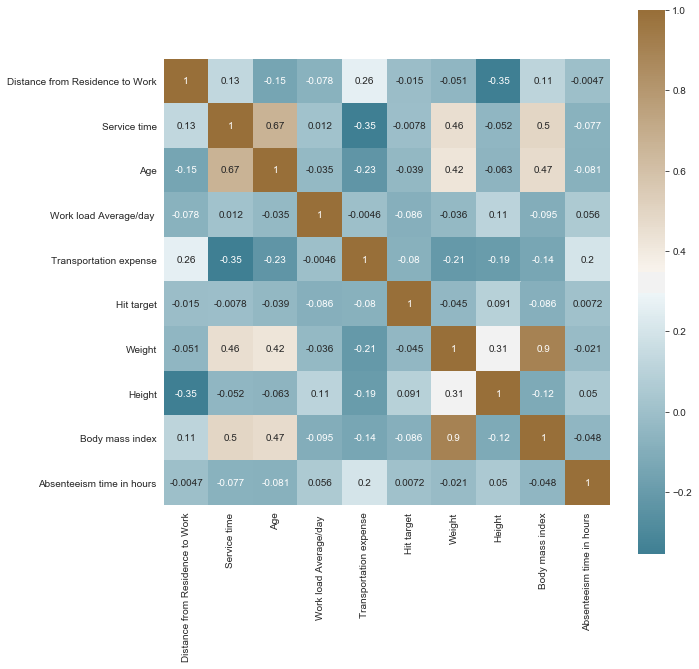 1.0
Distance from Residence to Work 1 0.13 -0.15 -0.078 0.26 -0.015 -0.051 -0.35 0.11 -0.0047
0.8
Service time 0.13 1 0.67 0.012 -0.35 -0.0078 0.46 -0.052 0.5 -0.077
Age -0.15 0.67 1 -0.035 -0.23 -0.039 0.42 -0.063 0.47 -0.081
0.6
Work load Average/day -0.078 0.012 -0.035 1 -0.0046 -0.086 -0.036 0.11 -0.095 0.056
Transportation expense 0.26 -0.35 -0.23 -0.0046 1 -0.08 -0.21 -0.19 -0.14 0.2
0.4
Hit target -0.015 -0.0078 -0.039 -0.086 -0.08 1 -0.045 0.091 -0.086 0.0072
0.2
Weight -0.051 0.46 0.42 -0.036 -0.21 -0.045 1 0.31 0.9 -0.021
Height -0.35 -0.052 -0.063 0.11 -0.19 0.091 0.31 1 -0.12 0.05
0.0
Body mass index 0.11 0.5 0.47 -0.095 -0.14 -0.086 0.9 -0.12 1 -0.048
Absenteeism time in hours -0.0047 -0.077 -0.081 0.056 0.2 0.0072 -0.021 0.05 -0.048 1
-0.2
Distance from Residence to Work
Service time
Age
Work load Average/day
Transportation expense
Hit target
Weight
Height
Body mass index
Absenteeism time in hours